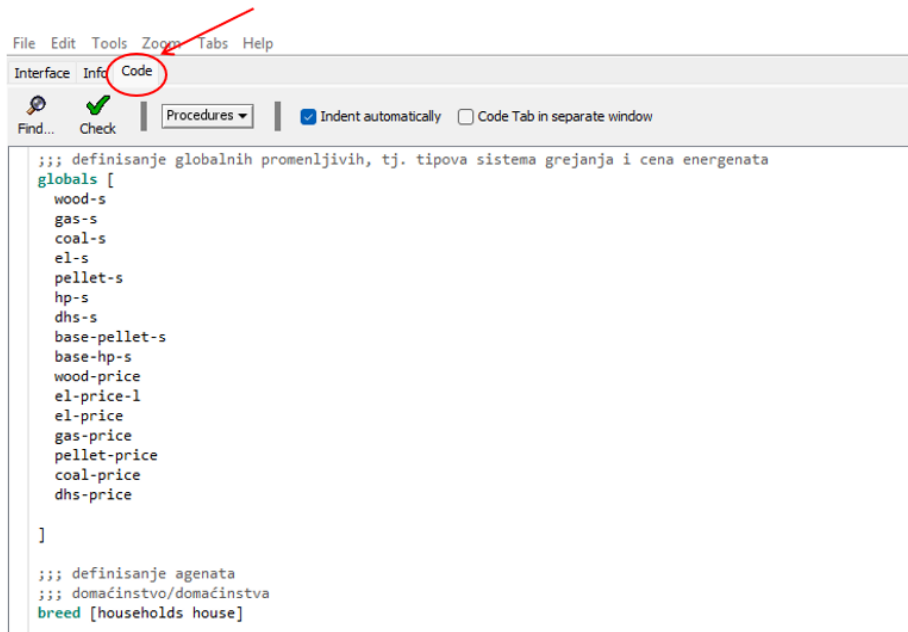 File Edit Tools Zoom Tabs Help
Interface Info Code
Find... Check Procedures Indent automatically Code Tab in separate window
;;; definisanje globalnih promenljivih, tj. tipova sistema grejanja i cena energenata
globals [
wood-s
gas-s
coal-s
el-s
pellet-s
hp-s
dhs-s
base-pellet-s
base-hp-s
wood-price
el-price-l
el-price
gas-price
pellet-price
coal-price
dhs-price
]
;;; definisanje agenata
;;; domaćinstvo/domaćinstva
breed [households house]